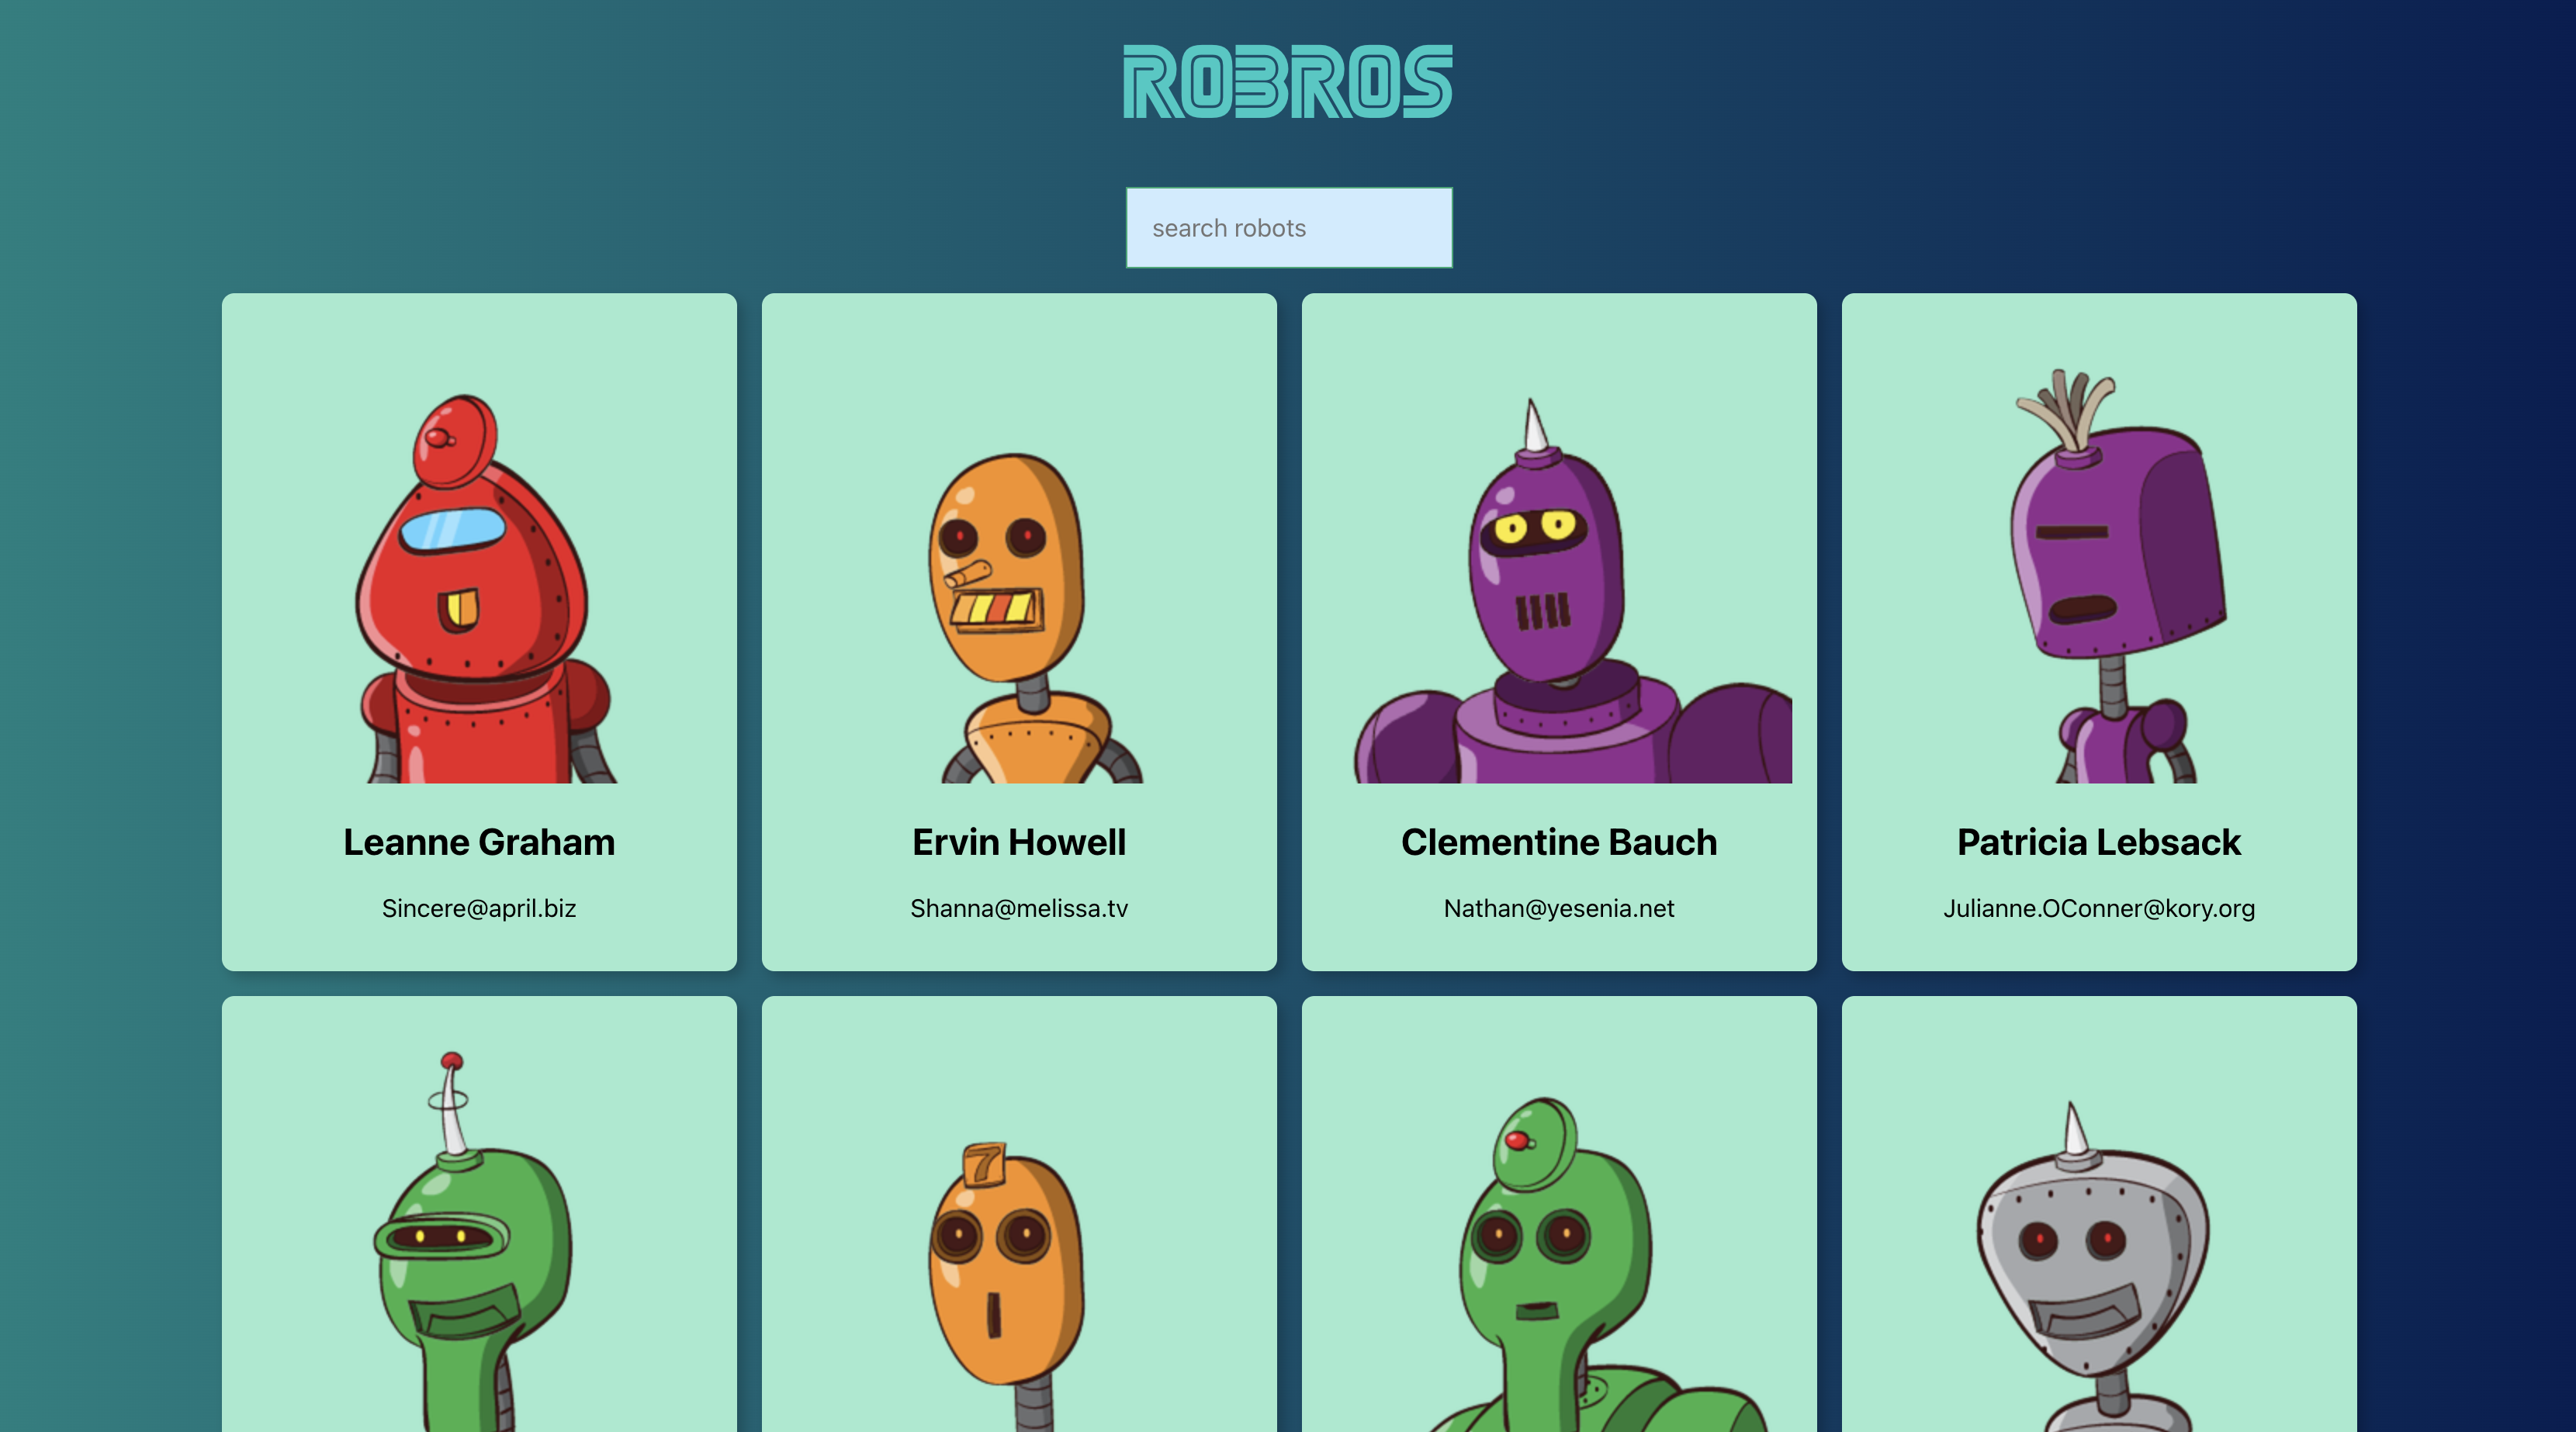 ROBROS
search robots
Leanne Graham
Sincere@april.biz
Ervin Howell
Shanna@melissa.tv
Clementine Bauch
Nathan@yesenia.net
Patricia Lebsack
Julianne.OConner@kory.org
7